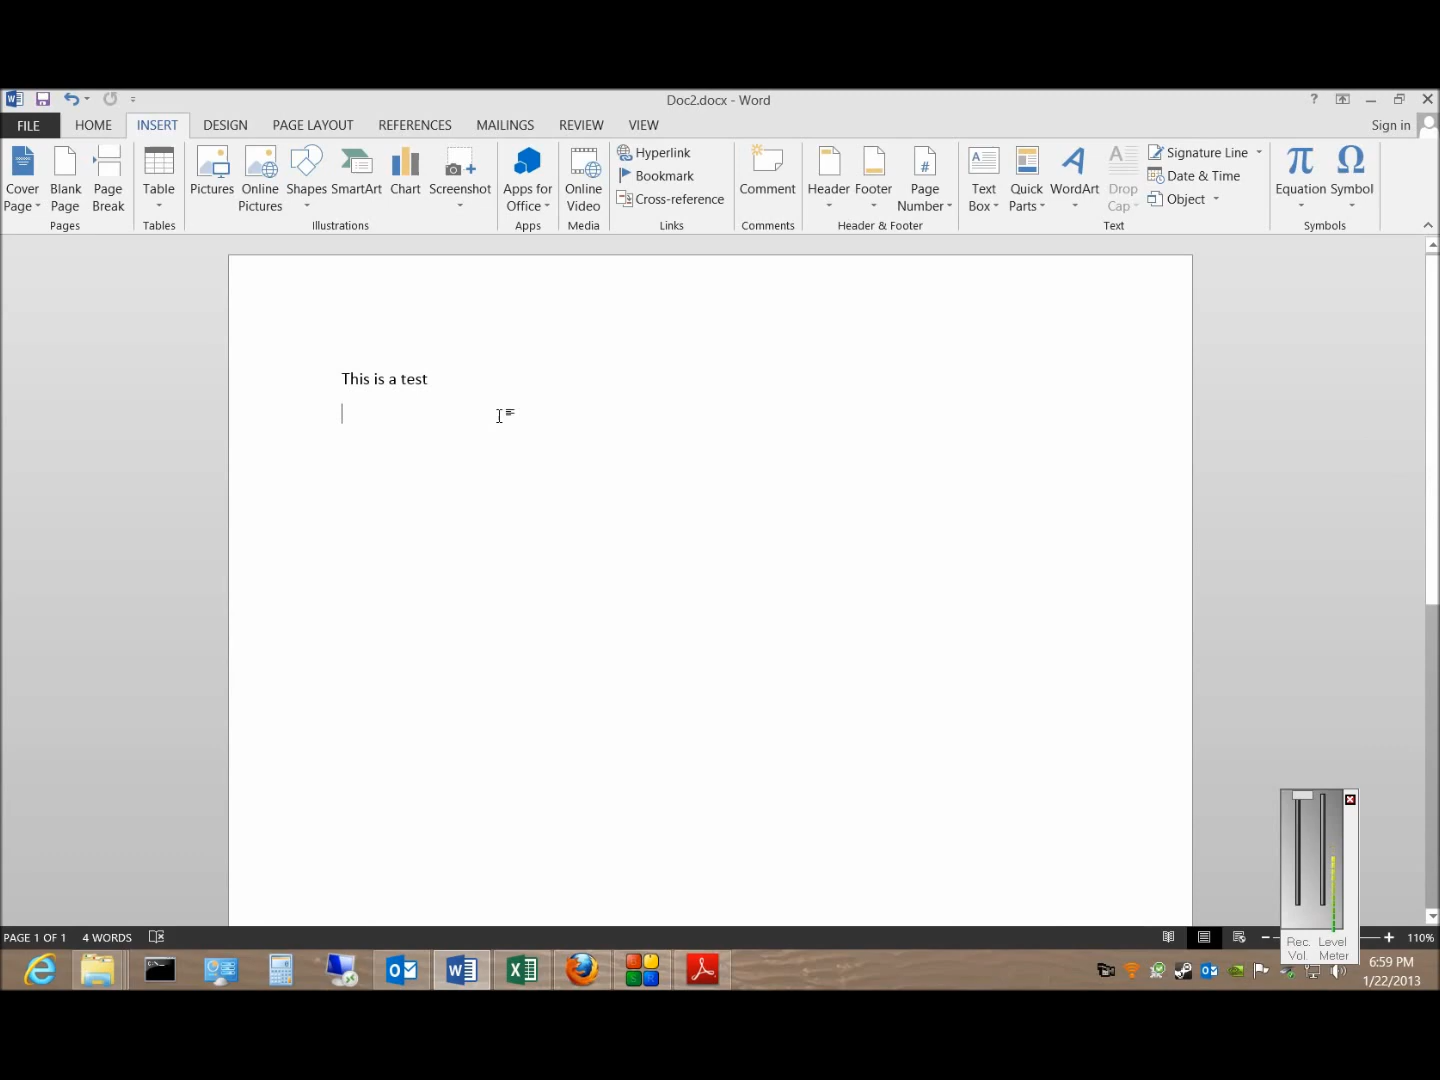 Doc2.docx - Word
?
FILE HOME INSERT DESIGN PAGE LAYOUT REFERENCES MAILINGS REVIEW VIEW Sign in
Cover Page
Blank Page
Page Break
Pages
Table
Tables
Pictures
Online Pictures
Shapes
SmartArt
Chart
Screenshot
Illustrations
Apps for Office
Apps
Online Video
Media
Hyperlink
Bookmark
Cross-reference
Links
Comment
Comments
Header
Footer
Page Number
Header & Footer
Text Box
Quick Parts
WordArt
Drop Cap
Signature Line
Date & Time
Object
Text
π Equation
Ω Symbol
Symbols
This is a test
Rec. Vol.
Level Meter
PAGE 1 OF 1 4 WORDS 110%
6:59 PM
1/22/2013